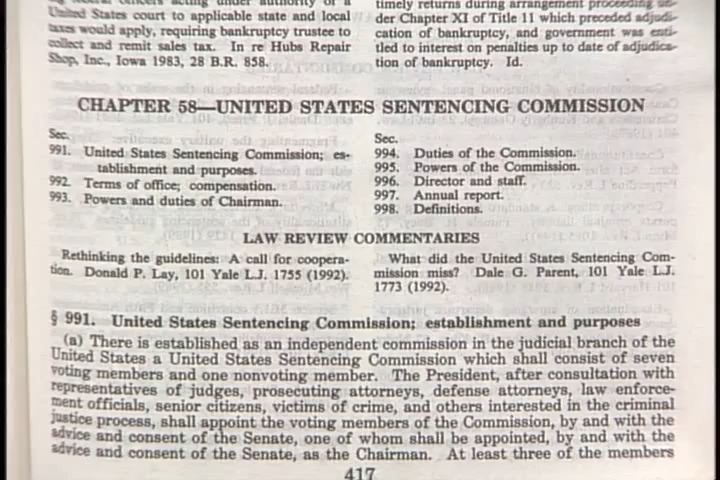 United States court to applicable state and local
taxes would apply, requiring bankruptcy trustee to
collect and remit sales tax. In re Hubs Repair
Shop, Inc., Iowa 1983, 28 B.R. 858.
timely returns during arrangement proceeding un-
der Chapter XI of Title 11 which preceded adjudi-
cation of bankruptcy, and government was enti-
tled to interest on penalties up to date of adjudica-
tion of bankruptcy. Id.
CHAPTER 58—UNITED STATES SENTENCING COMMISSION
Sec.
991. United States Sentencing Commission; es-
tablishment and purposes.
992. Terms of office; compensation.
993. Powers and duties of Chairman.
Sec.
994. Duties of the Commission.
995. Powers of the Commission.
996. Director and staff.
997. Annual report.
998. Definitions.
LAW REVIEW COMMENTARIES
Rethinking the guidelines: A call for coopera-
tion. Donald P. Lay, 101 Yale L.J. 1755 (1992).
What did the United States Sentencing Com-
mission miss? Dale G. Parent, 101 Yale L.J.
1773 (1992).
§ 991. United States Sentencing Commission; establishment and purposes
(a) There is established as an independent commission in the judicial branch of the
United States a United States Sentencing Commission which shall consist of seven
voting members and one nonvoting member. The President, after consultation with
representatives of judges, prosecuting attorneys, defense attorneys, law enforce-
ment officials, senior citizens, victims of crime, and others interested in the criminal
justice process, shall appoint the voting members of the Commission, by and with the
advice and consent of the Senate, one of whom shall be appointed, by and with the
advice and consent of the Senate, as the Chairman. At least three of the members
417